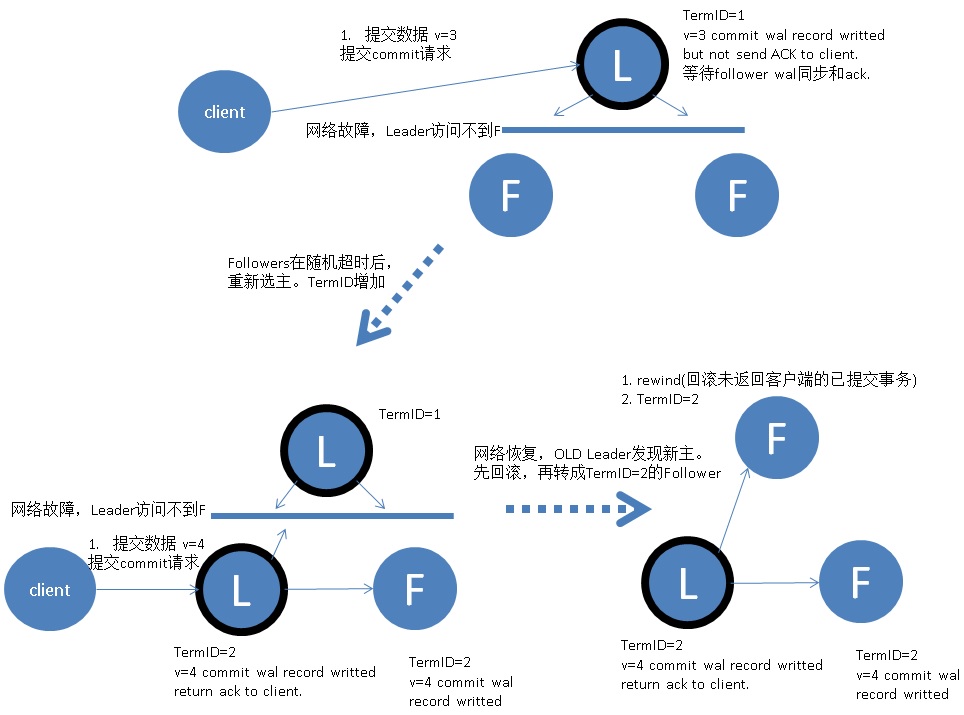 1. 提交数据 v=3
提交commit请求
TermID=1
v=3 commit wal record writted
but not send ACK to client.
等待follower wal同步和ack.
L
client
网络故障，Leader访问不到F
F
F
Followers在随机超时后，
重新选主。TermID增加
1. rewind(回滚未返回客户端的已提交事务)
2. TermID=2
TermID=1
L
F
网络恢复，OLD Leader发现新主。
先回滚，再转成TermID=2的Follower
网络故障，Leader访问不到F
1. 提交数据 v=4
提交commit请求
client
L
F
L
F
TermID=2
v=4 commit wal record writted
return ack to client.
TermID=2
v=4 commit wal
record writted
TermID=2
v=4 commit wal record writted
return ack to client.
TermID=2
v=4 commit wal
record writted